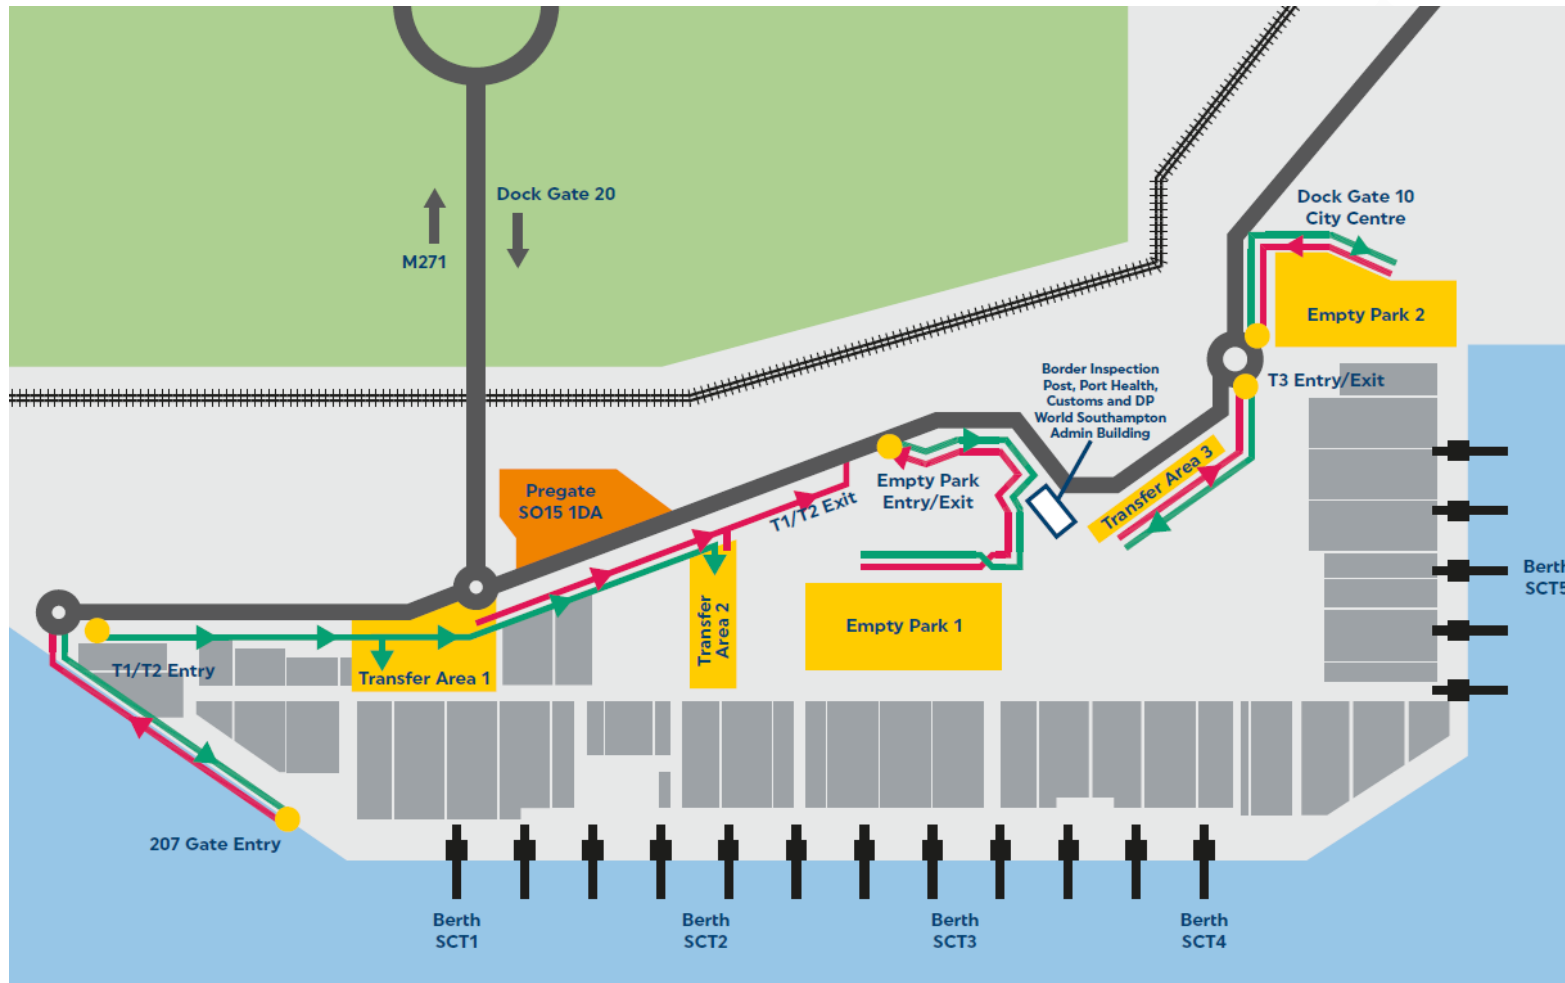 Dock Gate 20
M271
Dock Gate 10
City Centre
Empty Park 2
Border Inspection
Post, Port Health,
Customs and DP
World Southampton
Admin Building
T3 Entry/Exit
Transfer Area 3
Empty Park
Entry/Exit
Pregate
SO15 1DA
T1/T2 Exit
Berth
SCT5
Transfer
Area 2
Empty Park 1
T1/T2 Entry
Transfer Area 1
207 Gate Entry
Berth
SCT1
Berth
SCT2
Berth
SCT3
Berth
SCT4